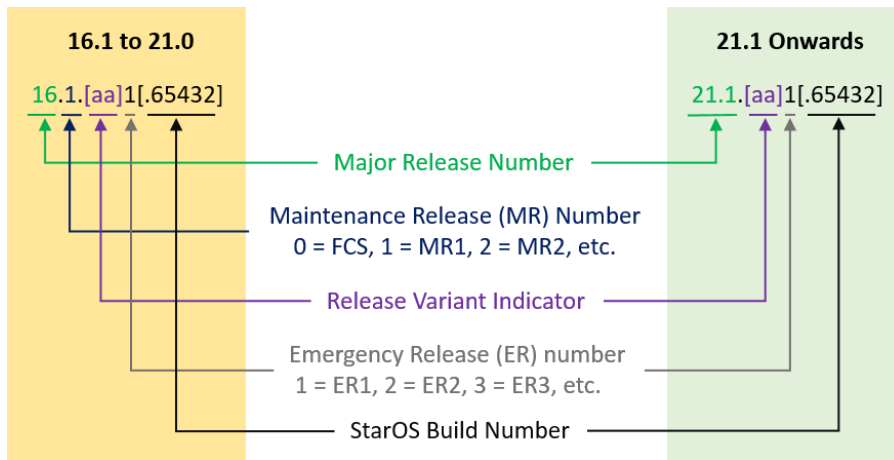 16.1 to 21.0
21.1 Onwards
16.1.[aa]1[.65432]
21.1.[aa]1[.65432]
Major Release Number
Maintenance Release (MR) Number
0 = FCS, 1 = MR1, 2 = MR2, etc.
Release Variant Indicator
Emergency Release (ER) number
1 = ER1, 2 = ER2, 3 = ER3, etc.
StarOS Build Number